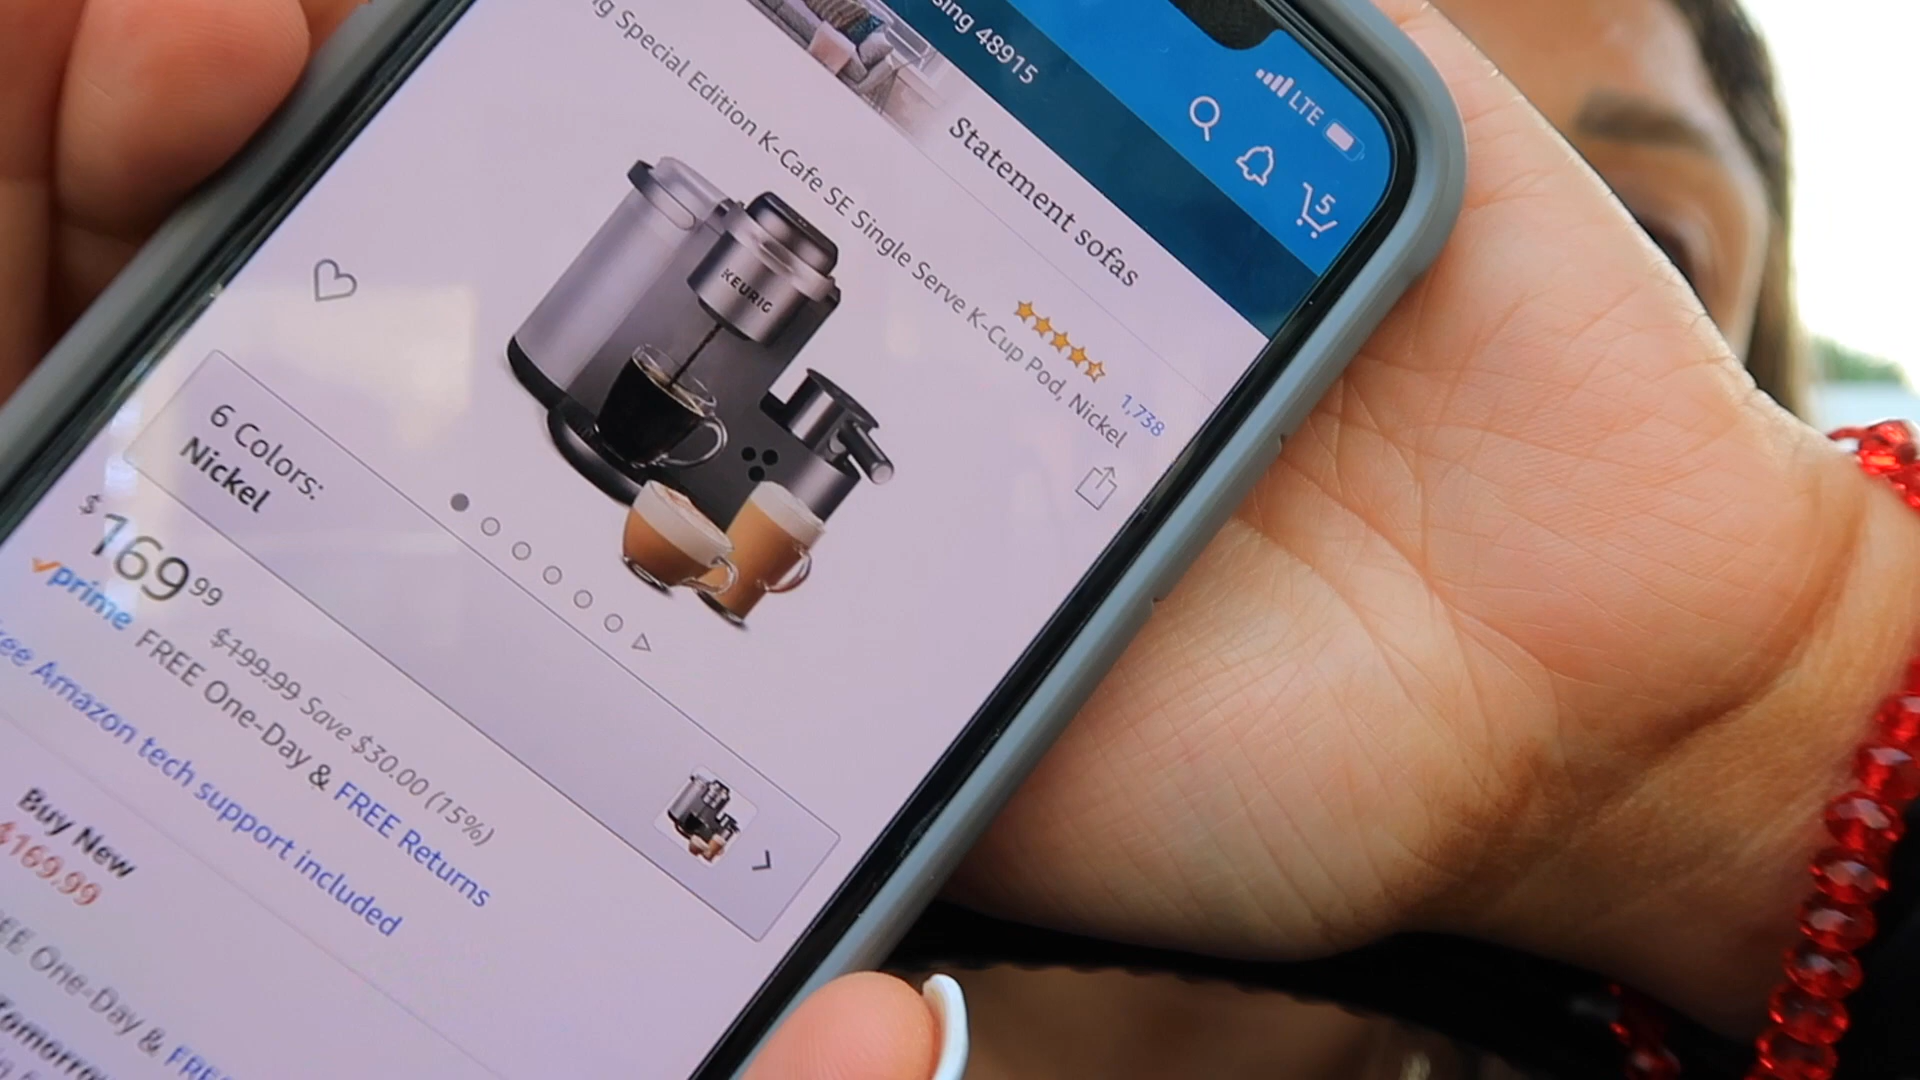 LTE
5
sing 48915
Statement sofas
1,738
Special Edition K-Cafe SE Single Serve K-Cup Pod, Nickel
KEURIG
6 Colors:
Nickel
$169.99
$199.99 Save $30.00 (15%)
prime FREE One-Day & FREE Returns
Amazon tech support included
Buy New
$169.99
One-Day & FREE